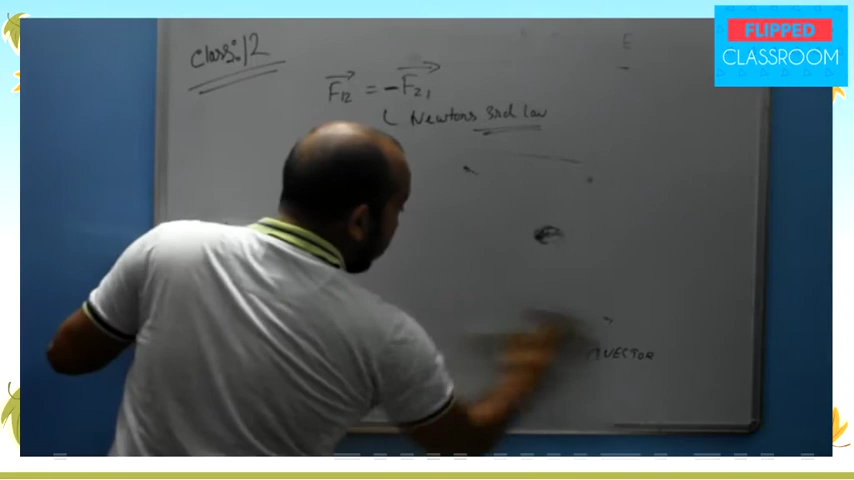 FLIPPED
CLASSROOM
Class: 12
E
F12 = -F21
( Newtons 3rd law
VECTOR